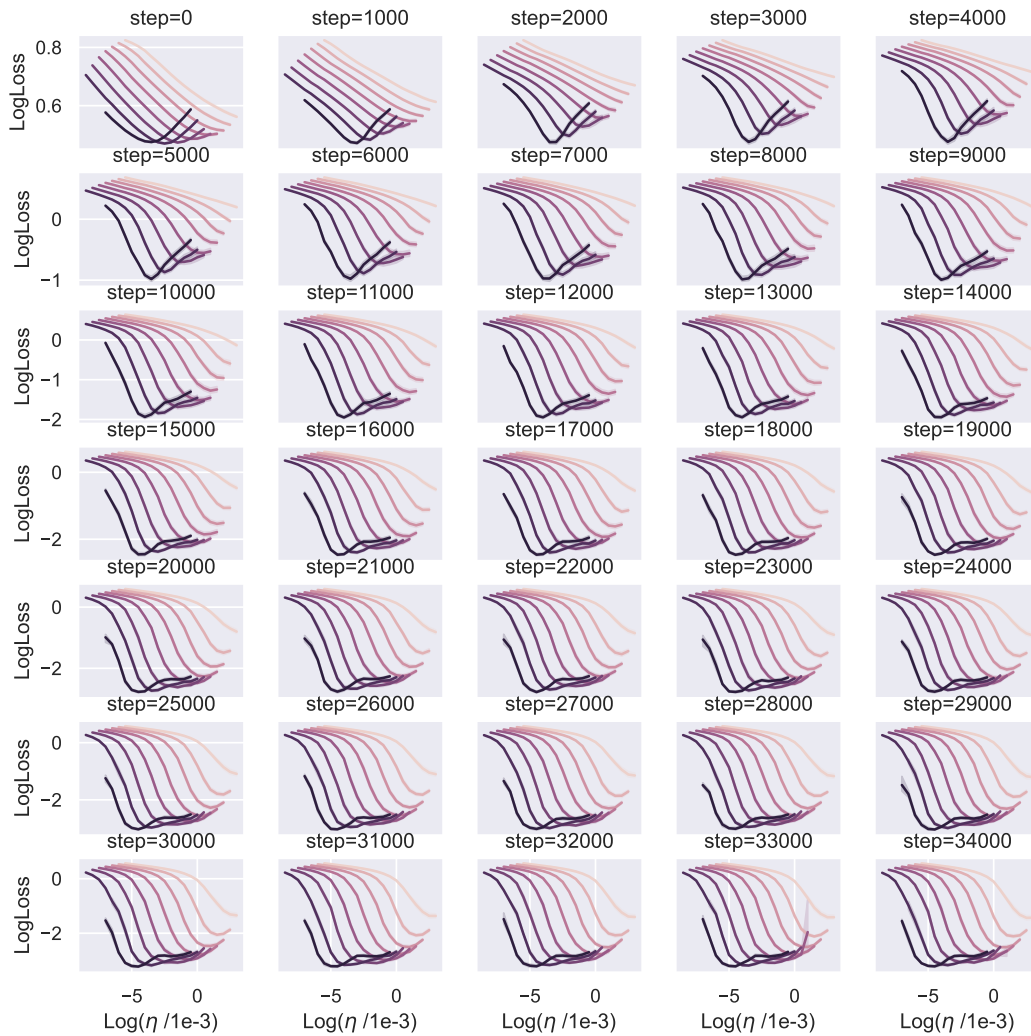 step=0 step=1000 step=2000 step=3000 step=4000
0.8
0.6
LogLoss
step=5000 step=6000 step=7000 step=8000 step=9000
0
−1
LogLoss
step=10000 step=11000 step=12000 step=13000 step=14000
0
−1
−2
LogLoss
step=15000 step=16000 step=17000 step=18000 step=19000
0
−2
LogLoss
step=20000 step=21000 step=22000 step=23000 step=24000
0
−2
LogLoss
step=25000 step=26000 step=27000 step=28000 step=29000
0
−2
LogLoss
step=30000 step=31000 step=32000 step=33000 step=34000
0
−2
LogLoss
−5 0 −5 0 −5 0 −5 0 −5 0
Log(η /1e-3) Log(η /1e-3) Log(η /1e-3) Log(η /1e-3) Log(η /1e-3)